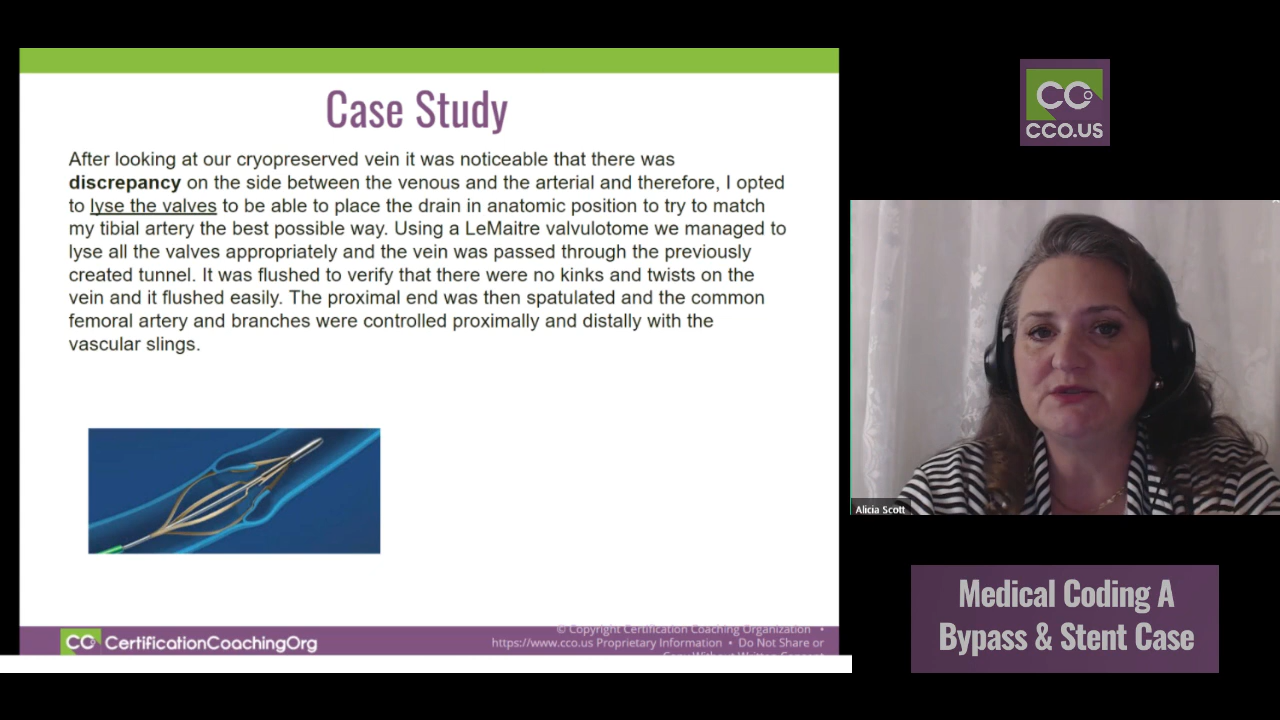 Case Study
After looking at our cryopreserved vein it was noticeable that there was
discrepancy on the side between the venous and the arterial and therefore, I opted
to lyse the valves to be able to place the drain in anatomic position to try to match
my tibial artery the best possible way. Using a LeMaitre valvulotome we managed to
lyse all the valves appropriately and the vein was passed through the previously
created tunnel. It was flushed to verify that there were no kinks and twists on the
vein and it flushed easily. The proximal end was then spatulated and the common
femoral artery and branches were controlled proximally and distally with the
vascular slings.
CO CertificationCoachingOrg
© Copyright Certification Coaching Organization •
https://www.cco.us Proprietary Information • Do Not Share or
Copy Without Written Consent
CCO
CCO.US
Alicia Scott
Medical Coding A
Bypass & Stent Case